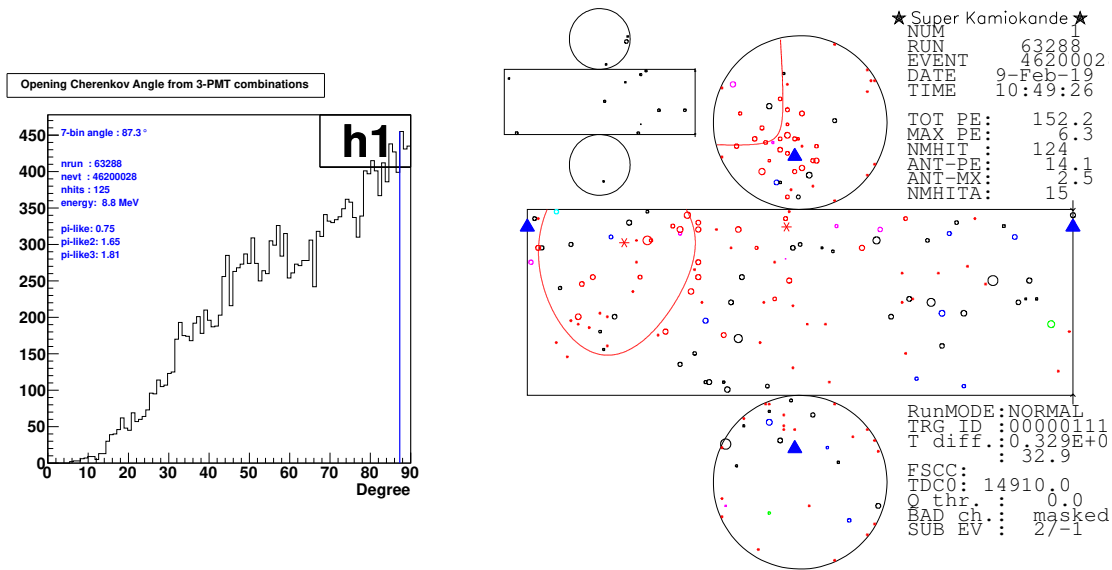 Opening Cherenkov Angle from 3-PMT combinations
h1
7-bin angle : 87.3 °
nrun : 63288
nevt : 46200028
nhits : 125
energy: 8.8 MeV
pi-like: 0.75
pi-like2: 1.65
pi-like3: 1.81
450
400
350
300
250
200
150
100
50
0
0 10 20 30 40 50 60 70 80 90
Degree
★ Super Kamiokande ★
NUM 1
RUN 63288
EVENT 4620028
DATE 9-Feb-19
TIME 10:49:26
TOT PE: 152.2
MAX PE: 6.3
NMHIT : 124
ANT-PE: 14.1
ANT-MX: 2.5
NMHITA: 15
RunMODE:NORMAL
TRG ID :00000111
T diff.:0.329E+0
: 32.9
FSCC:
TDC0: 14910.0
Q thr. : 0.0
BAD ch.: masked
SUB EV : 2/-1